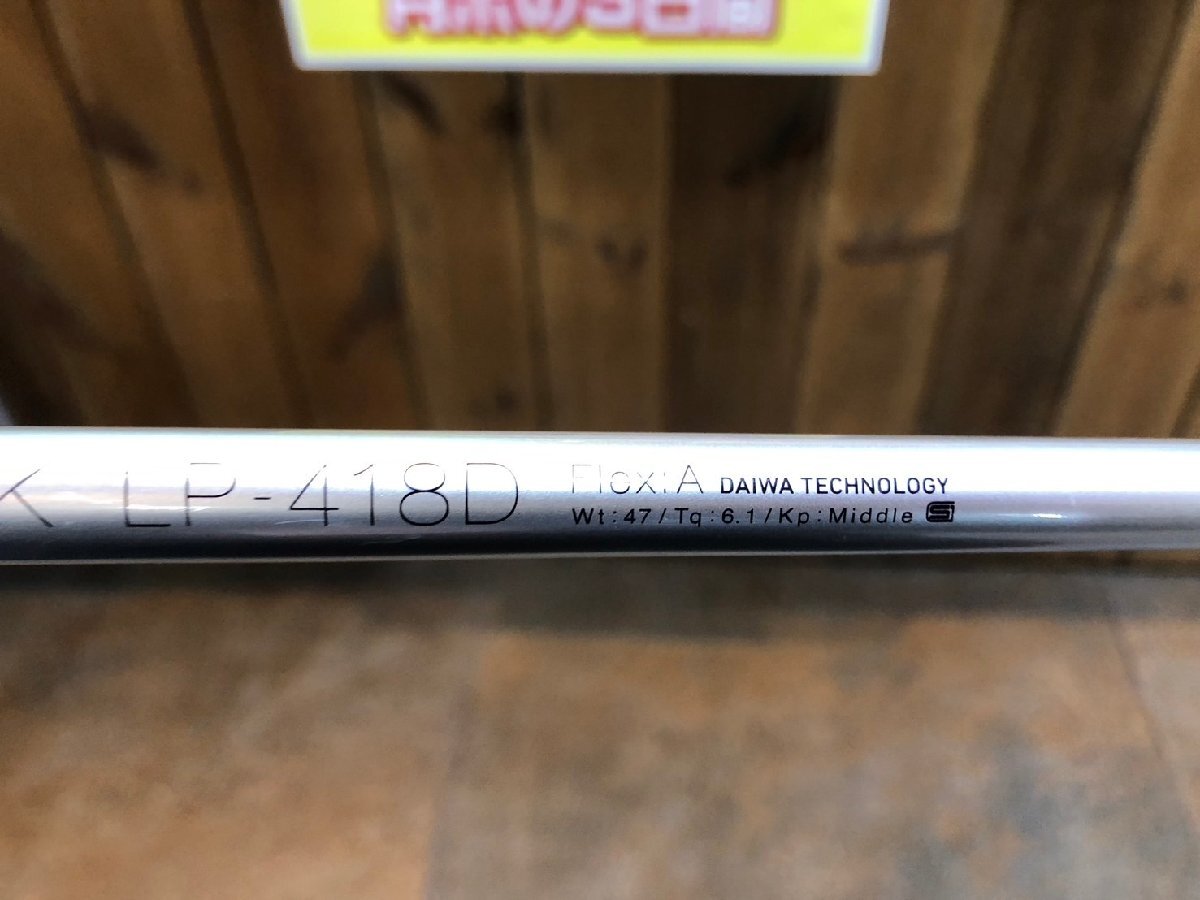 K LP-418D Flex:A DAIWA TECHNOLOGY
Wt:47/Tq:6.1/Kp:Middle